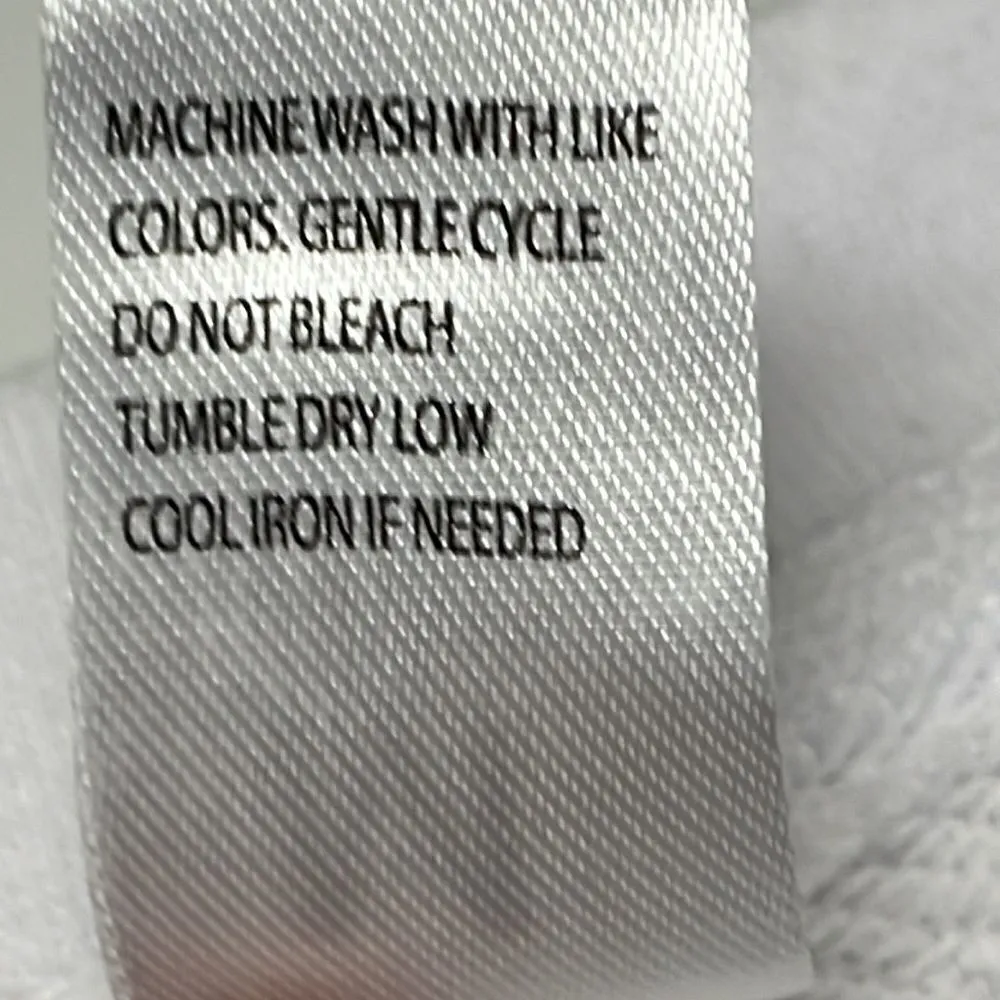 MACHINE WASH WITH LIKE
COLORS. GENTLE CYCLE
DO NOT BLEACH
TUMBLE DRY LOW
COOL IRON IF NEEDED